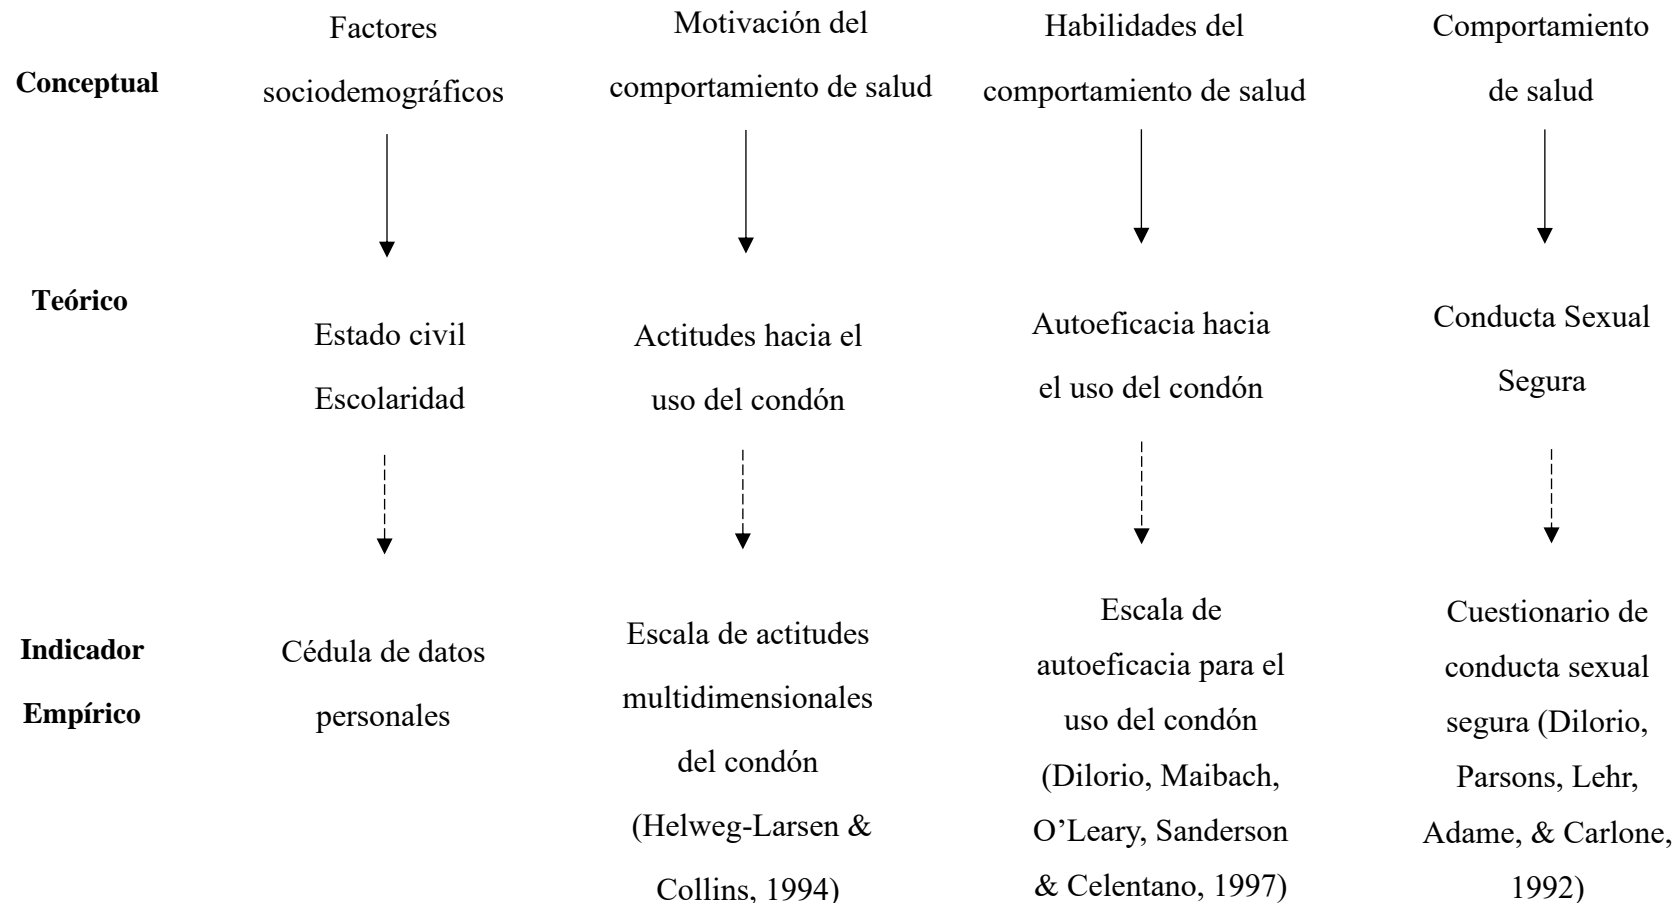 Conceptual
Factores
sociodemográficos
Motivación del
comportamiento de salud
Habilidades del
comportamiento de salud
Comportamiento
de salud
Teórico
Estado civil
Escolaridad
Actitudes hacia el
uso del condón
Autoeficacia hacia
el uso del condón
Conducta Sexual
Segura
Indicador
Empírico
Cédula de datos
personales
Escala de actitudes
multidimensionales
del condón
(Helweg-Larsen &
Collins, 1994)
Escala de
autoeficacia para el
uso del condón
(Dilorio, Maibach,
O’Leary, Sanderson
& Celentano, 1997)
Cuestionario de
conducta sexual
segura (Dilorio,
Parsons, Lehr,
Adame, & Carlone,
1992)